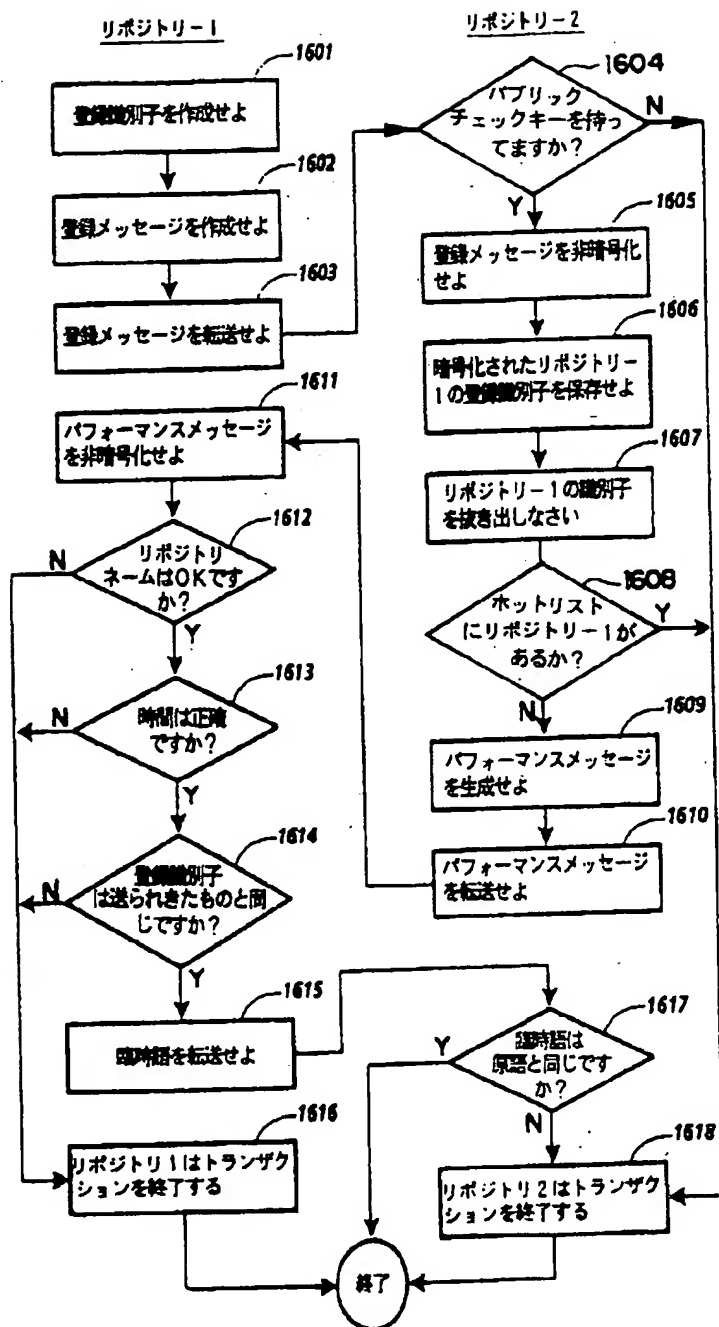 リポジトリー1
1601
登録識別子を作成せよ
1602
登録メッセージを作成せよ
1603
登録メッセージを転送せよ
リポジトリー2
1604
パブリック
チェックキーを持っ
てますか?
N
Y
1605
登録メッセージを非暗号化
せよ
1606
暗号化されたリポジトリー
1の登録識別子を保存せよ
1607
リポジトリー1の識別子
を抜き出しなさい
1608
ホットリスト
にリポジトリー1が
あるか?
Y
N
1609
パフォーマンスメッセージ
を生成せよ
1610
パフォーマンスメッセージ
を転送せよ
1611
パフォーマンスメッセージ
を非暗号化せよ
1612
リポジトリ
ネームはOKです
か?
N
Y
1613
時間は正確
ですか?
N
Y
1614
登録識別子
は送られきたものと同
じですか?
N
Y
1615
臨時語を転送せよ
1617
臨時語は
原語と同じです
か?
Y
N
1616
リポジトリ1はトランザク
ションを終了する
1618
リポジトリ2はトランザク
ションを終了する
終了